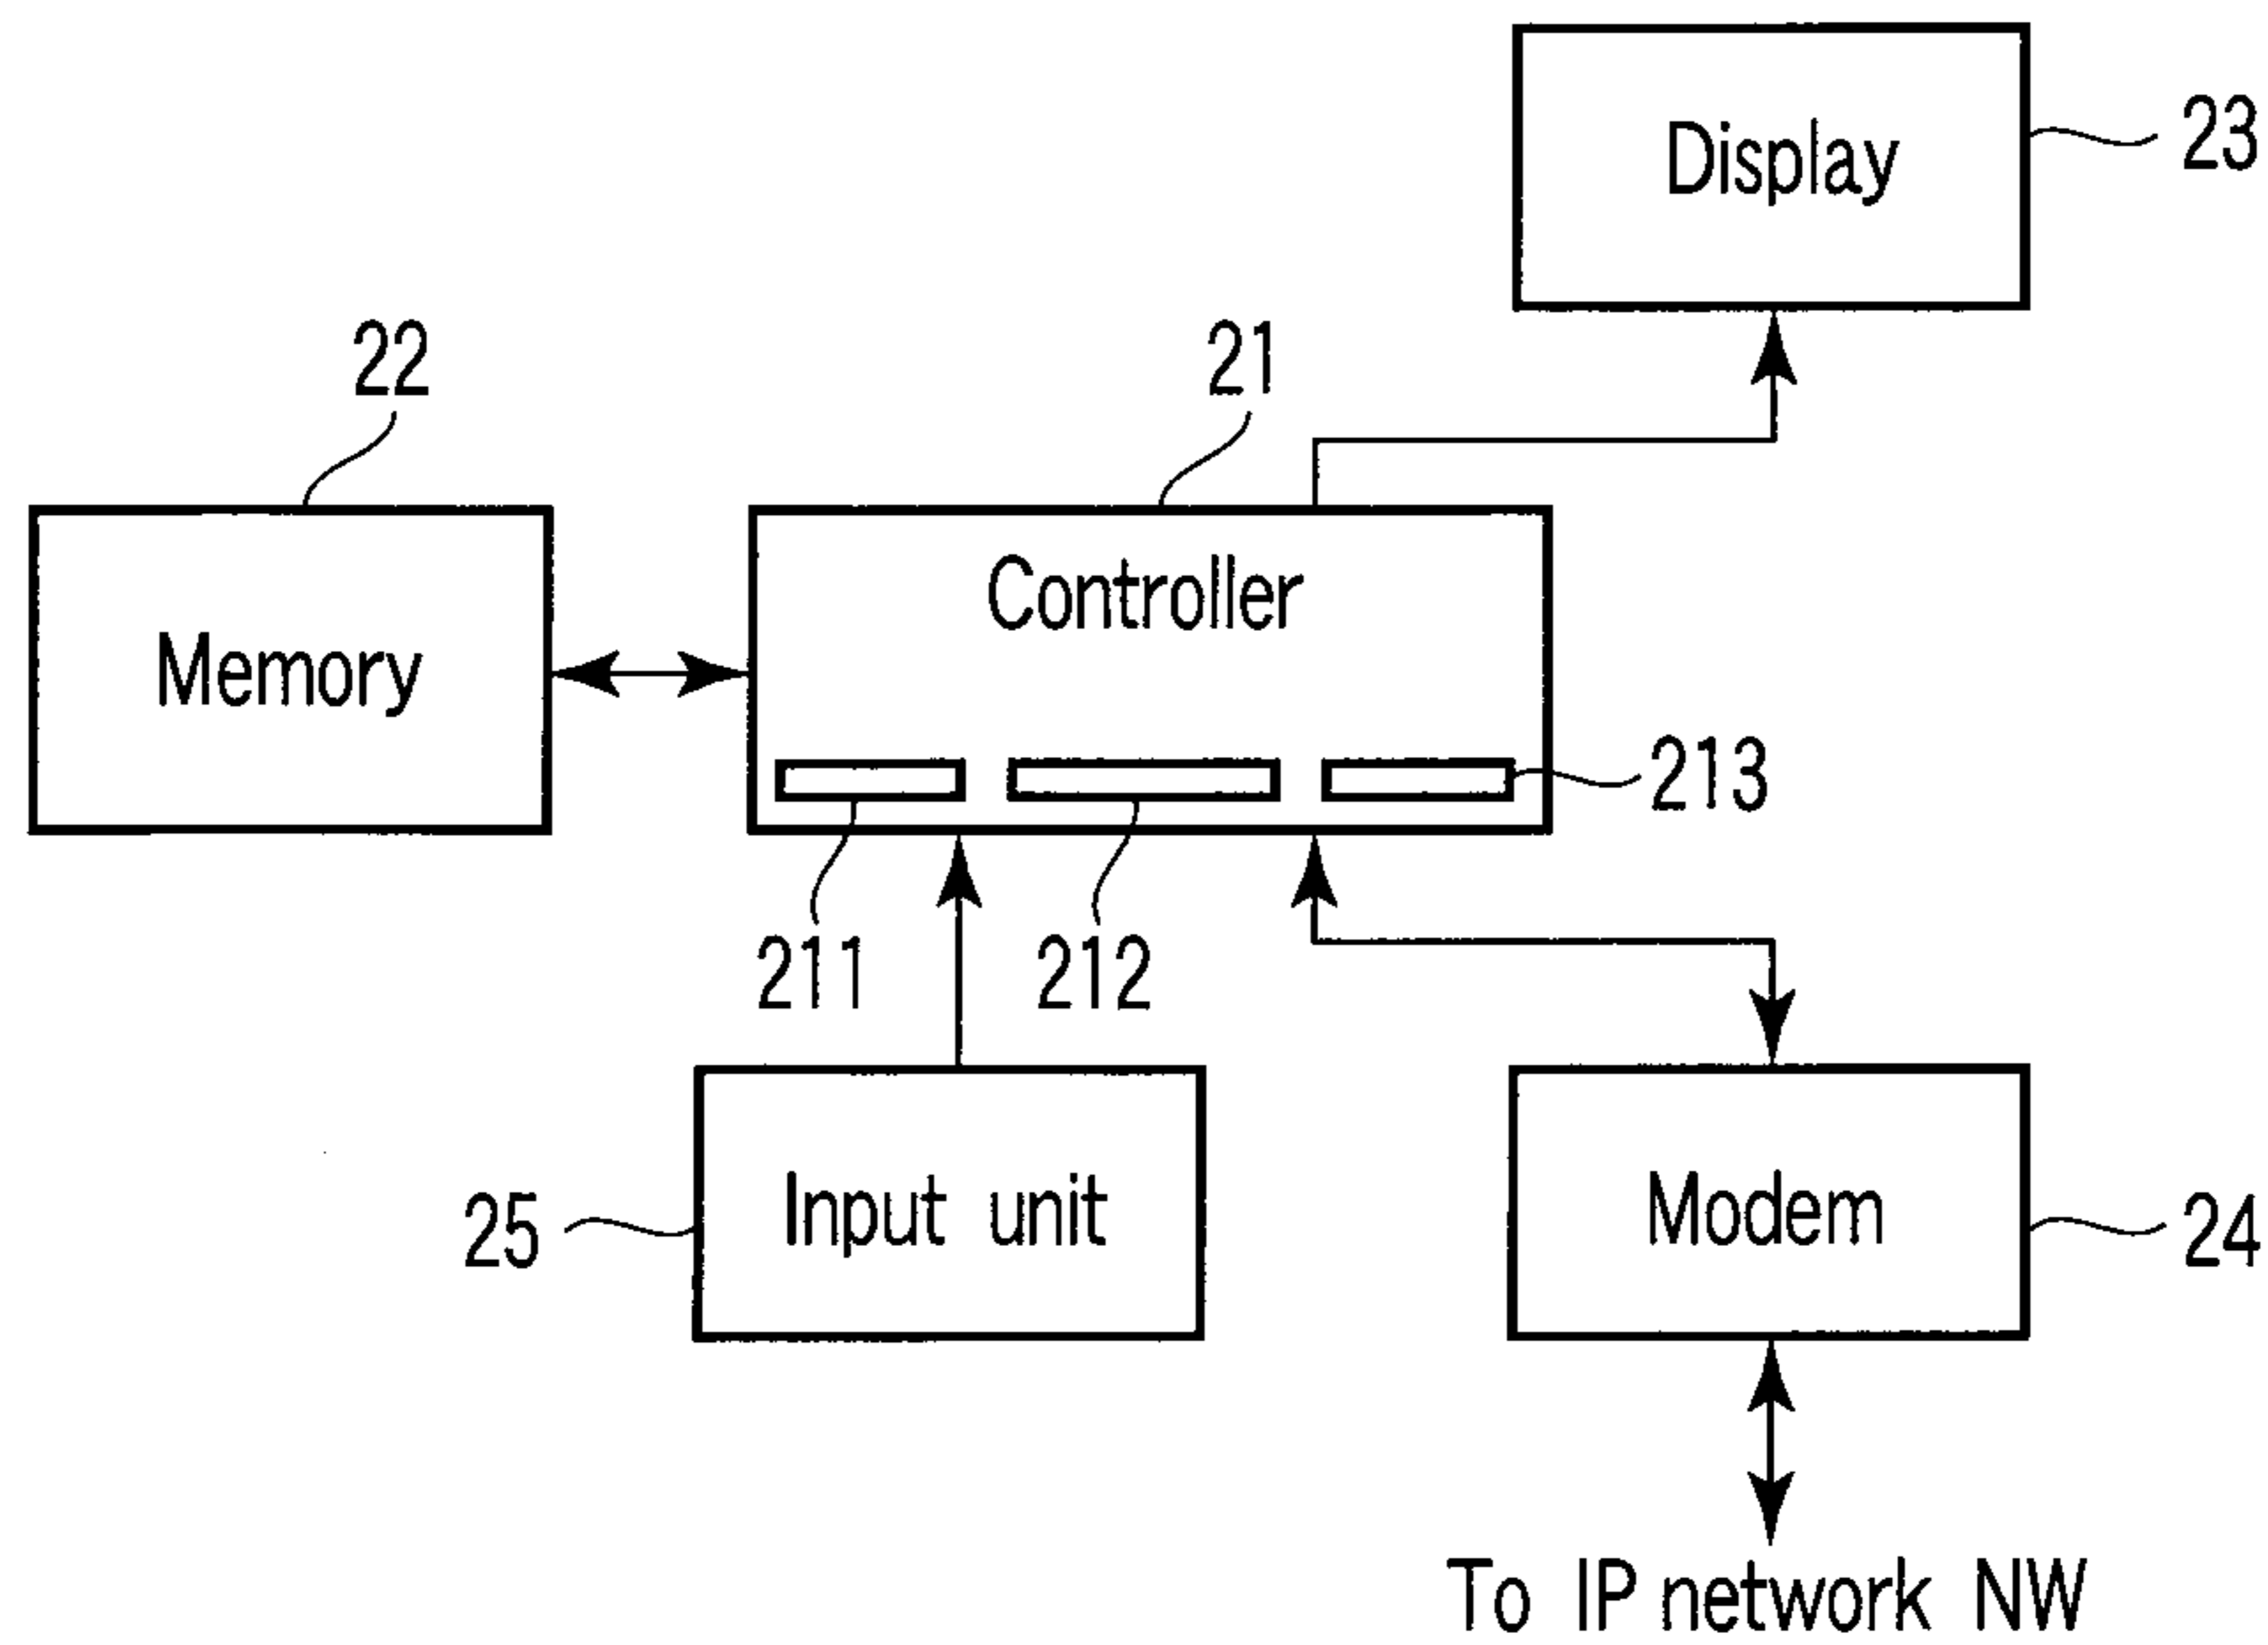 Display
23
22
21
Controller
Memory
213
211
212
25
Input unit
Modem
24
To IP network NW